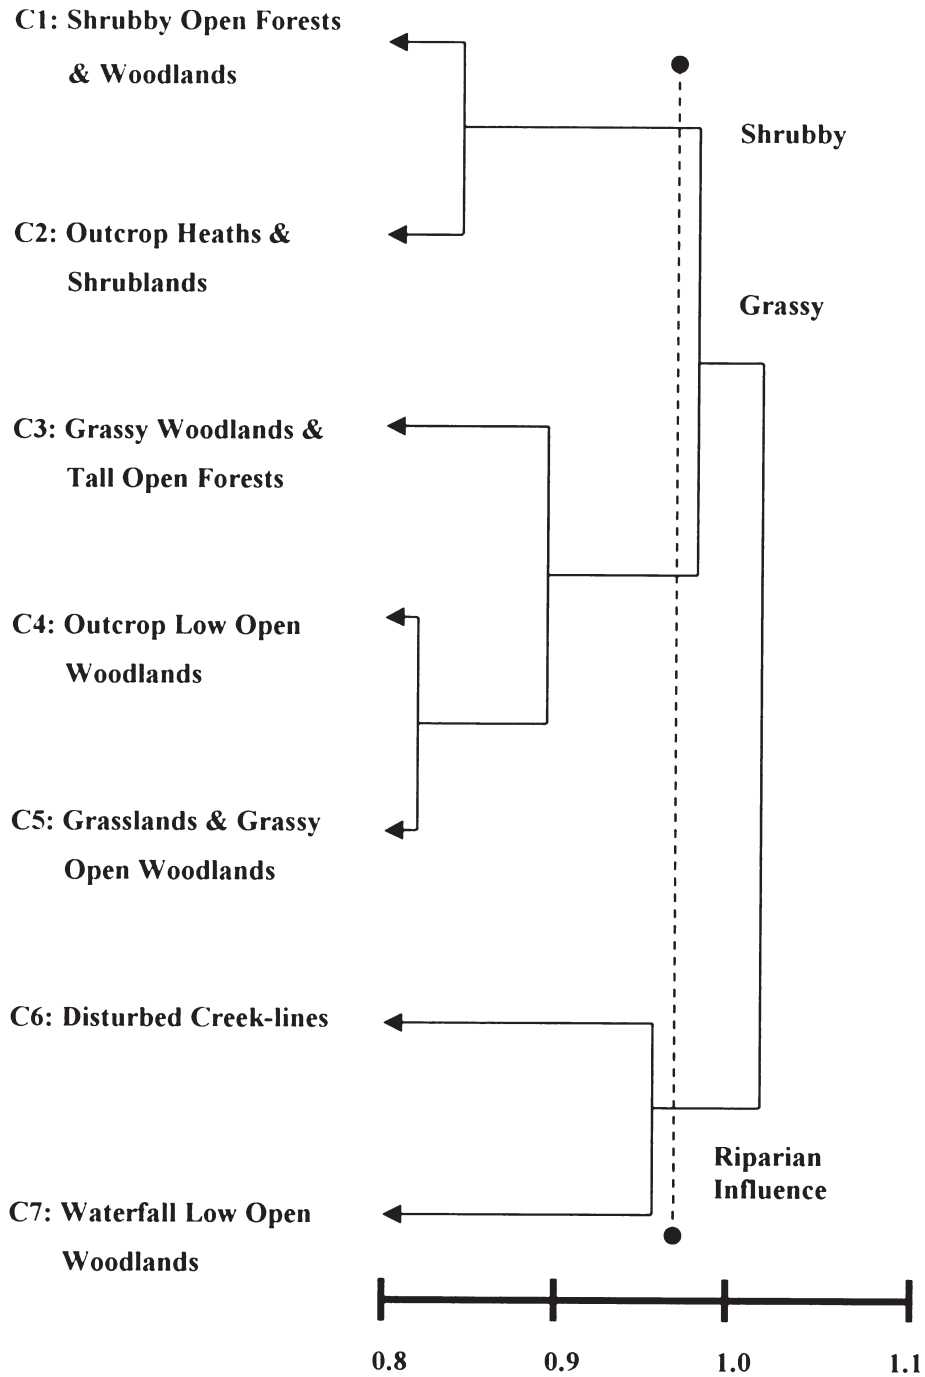 C1: Shrubby Open Forests
& Woodlands
Shrubby
C2: Outcrop Heaths &
Shrublands
Grassy
C3: Grassy Woodlands &
Tall Open Forests
C4: Outcrop Low Open
Woodlands
C5: Grasslands & Grassy
Open Woodlands
C6: Disturbed Creek-lines
Riparian
Influence
C7: Waterfall Low Open
Woodlands
0.8 0.9 1.0 1.1